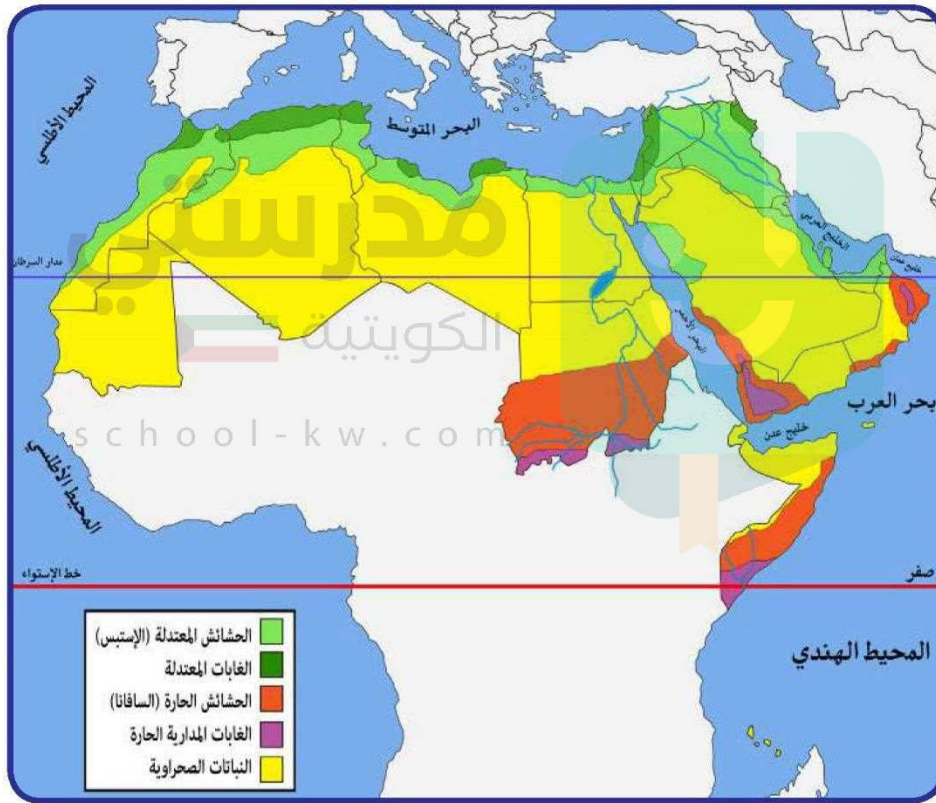 المحيط الأطلسي
البحر المتوسط
الخليج العربي
خليج عمان
مدار السرطان
مدرستي
الكويتية
البحر الأحمر
بحر العرب
school-kw.com
خليج عدن
المحيط الأطلسي
خط الإستواء
صفر
المحيط الهندي
الحشائش المعتدلة (الإستبس)
الغابات المعتدلة
الحشائش الحارة (السافانا)
الغابات المدارية الحارة
النباتات الصحراوية